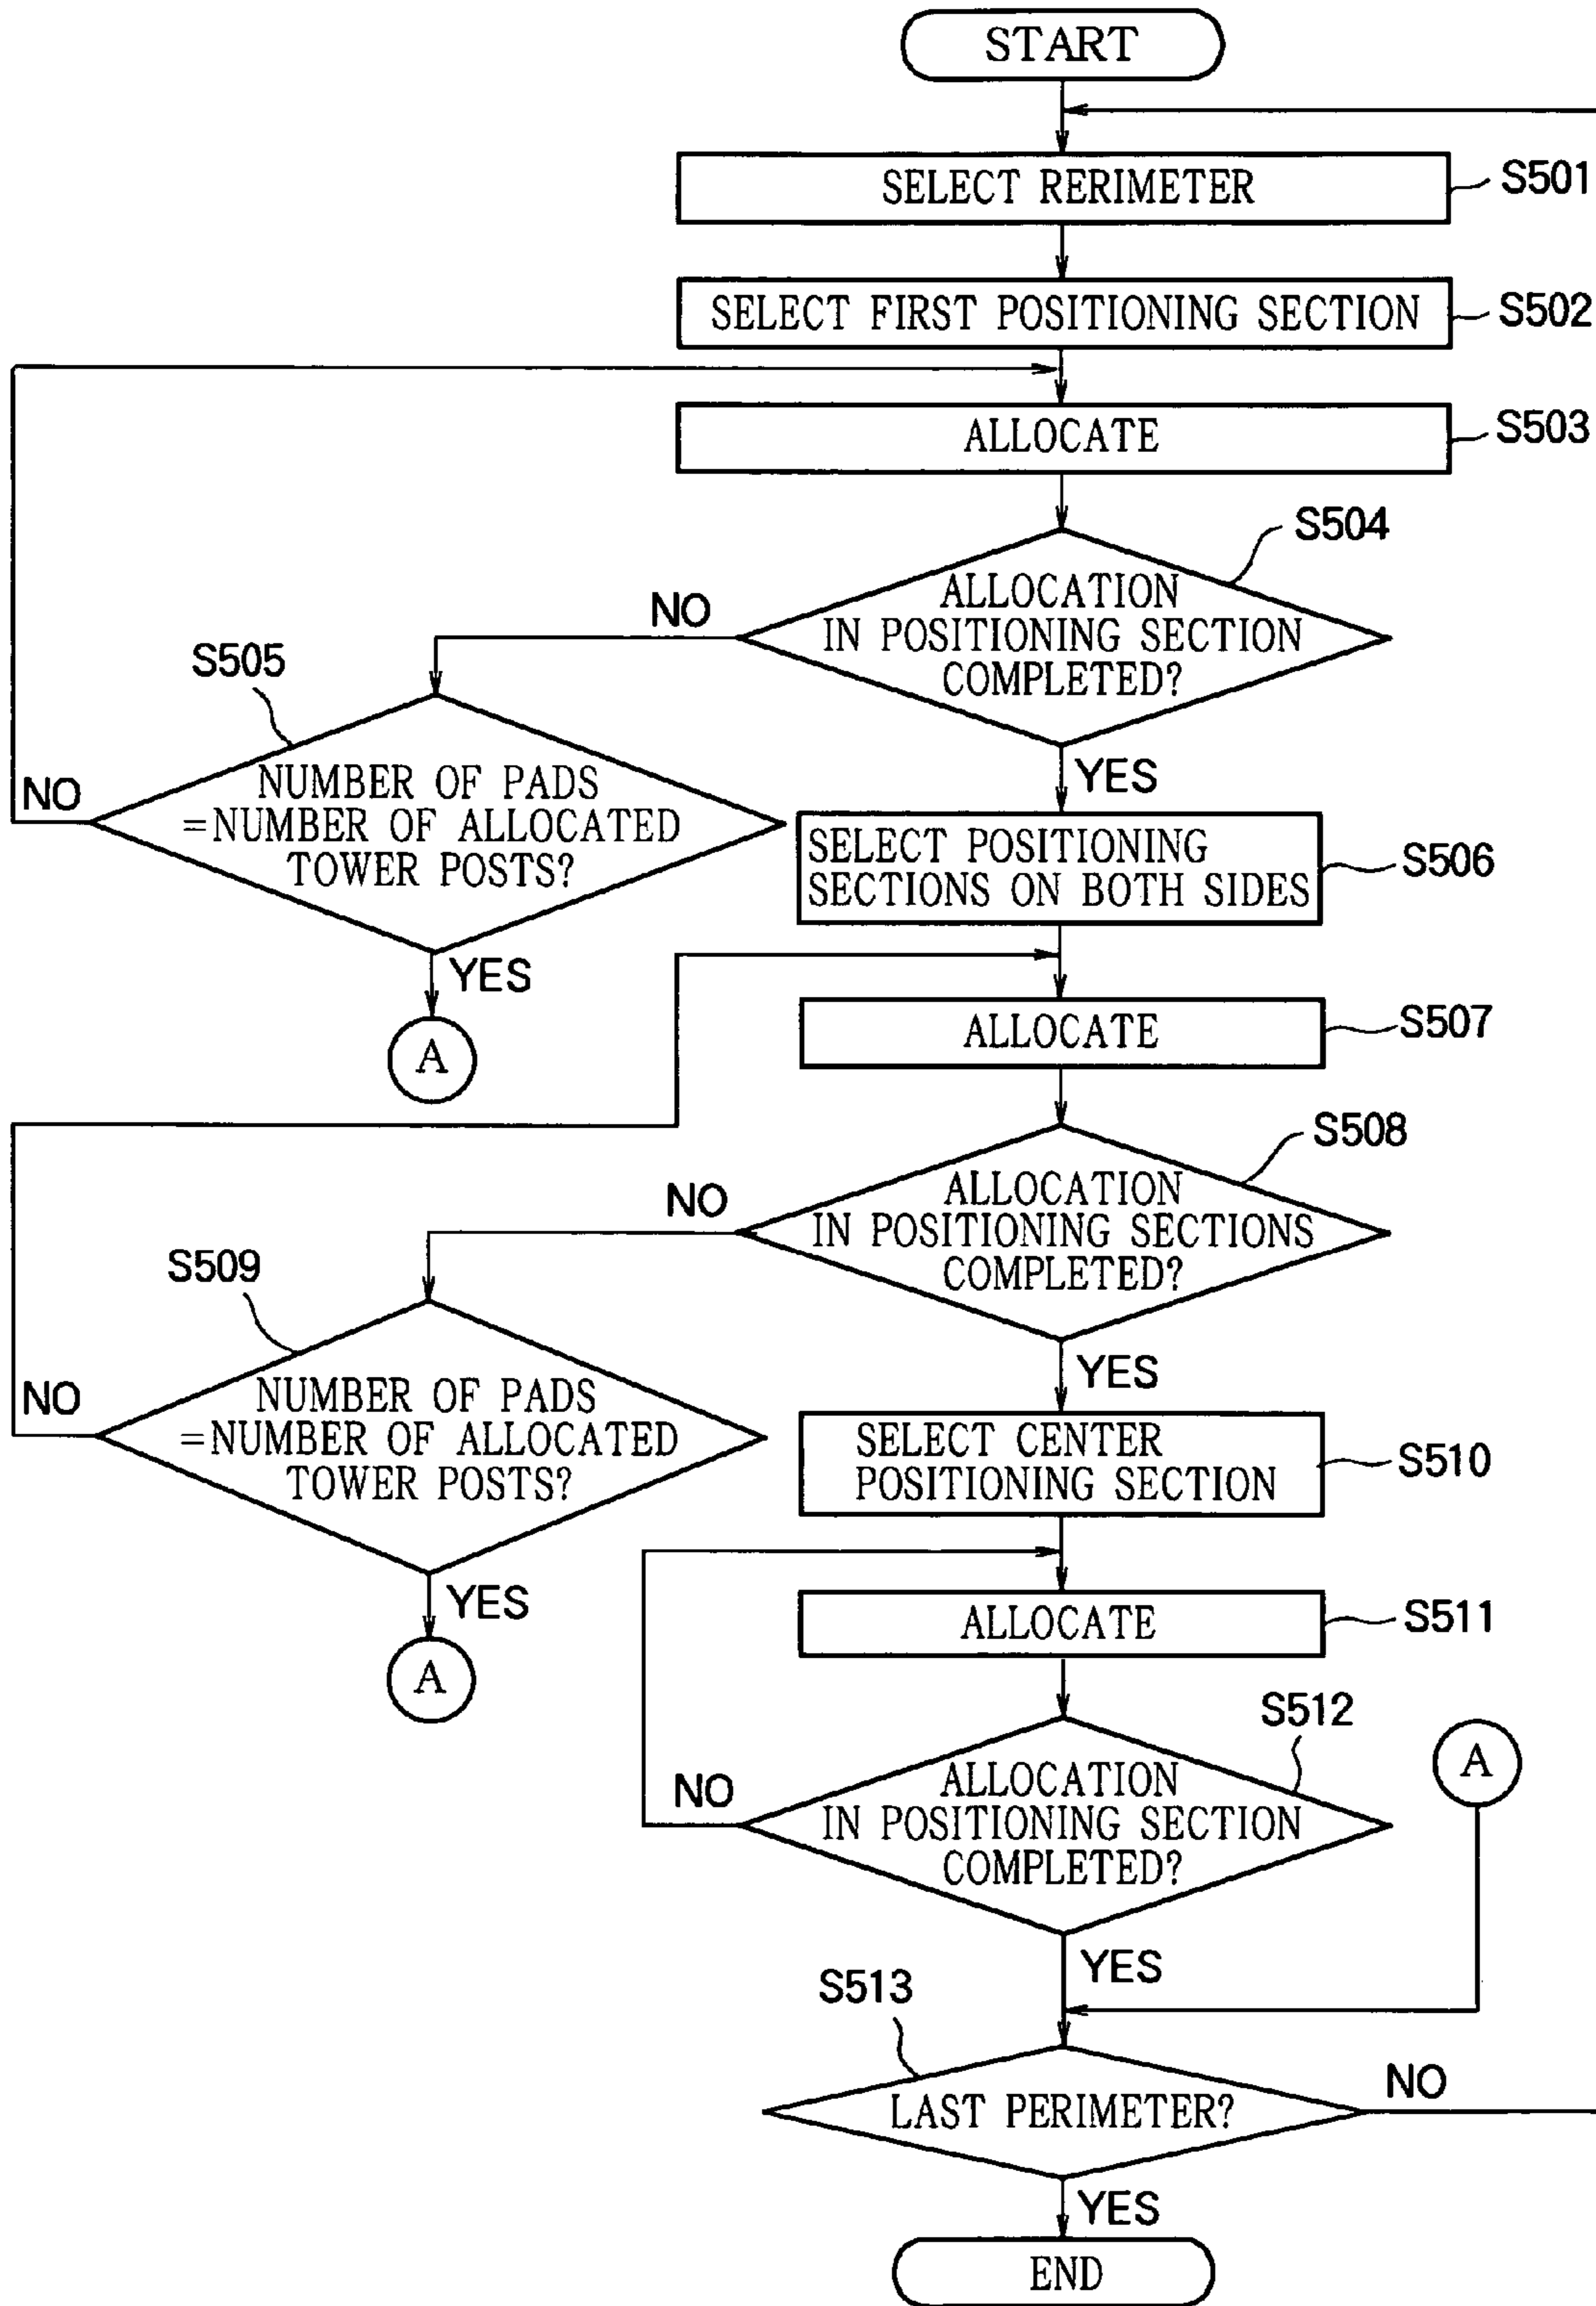 START
SELECT RERIMETER
S501
SELECT FIRST POSITIONING SECTION
S502
ALLOCATE
S503
S504
ALLOCATION
IN POSITIONING SECTION
COMPLETED?
NO
YES
S505
NUMBER OF PADS
=NUMBER OF ALLOCATED
TOWER POSTS?
NO
YES
A
SELECT POSITIONING
SECTIONS ON BOTH SIDES
S506
ALLOCATE
S507
S508
ALLOCATION
IN POSITIONING SECTIONS
COMPLETED?
NO
YES
S509
NUMBER OF PADS
=NUMBER OF ALLOCATED
TOWER POSTS?
NO
YES
A
SELECT CENTER
POSITIONING SECTION
S510
ALLOCATE
S511
S512
ALLOCATION
IN POSITIONING SECTION
COMPLETED?
NO
YES
A
S513
LAST PERIMETER?
NO
YES
END